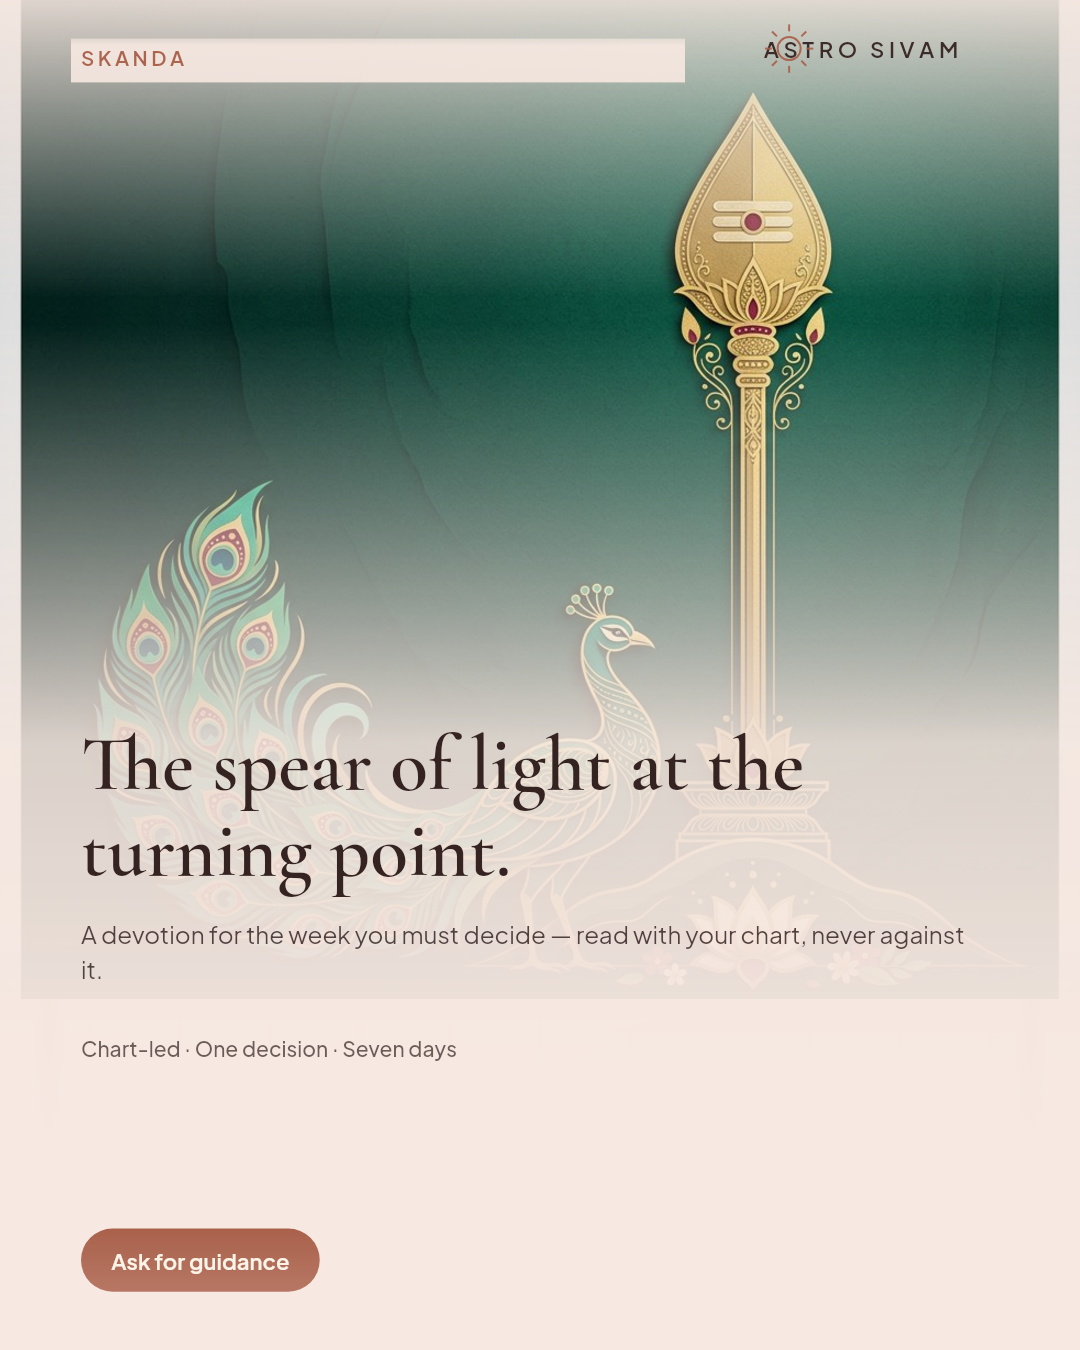 SKANDA
ASTRO SIVAM
The spear of light at the
turning point.
A devotion for the week you must decide — read with your chart, never against
it.
Chart-led · One decision · Seven days
Ask for guidance